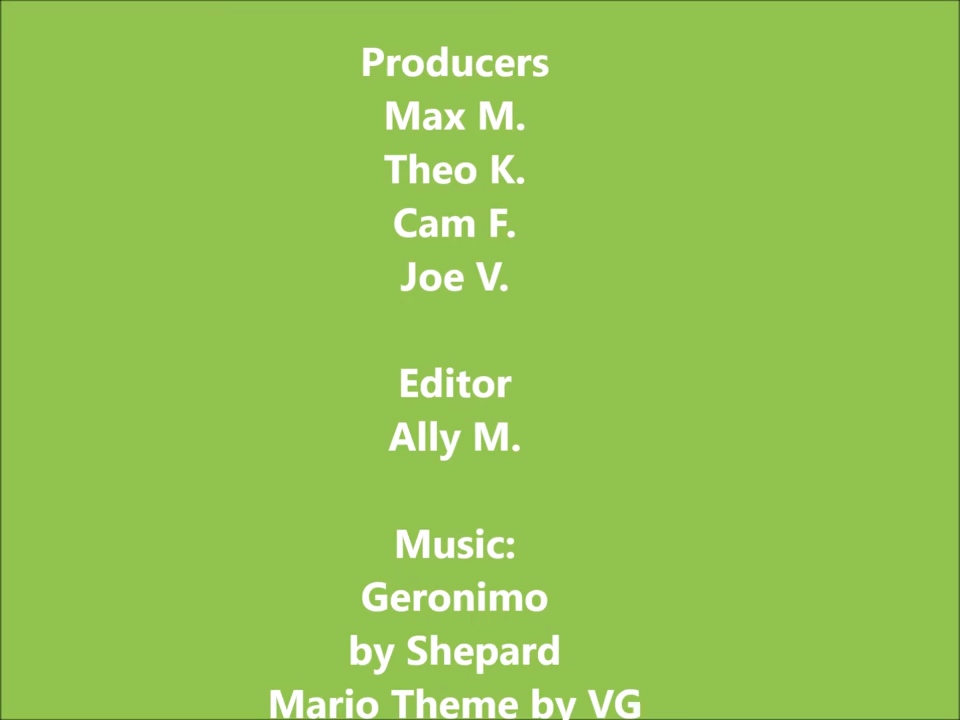 Producers
Max M.
Theo K.
Cam F.
Joe V.
Editor
Ally M.
Music:
Geronimo
by Shepard
Mario Theme by VG